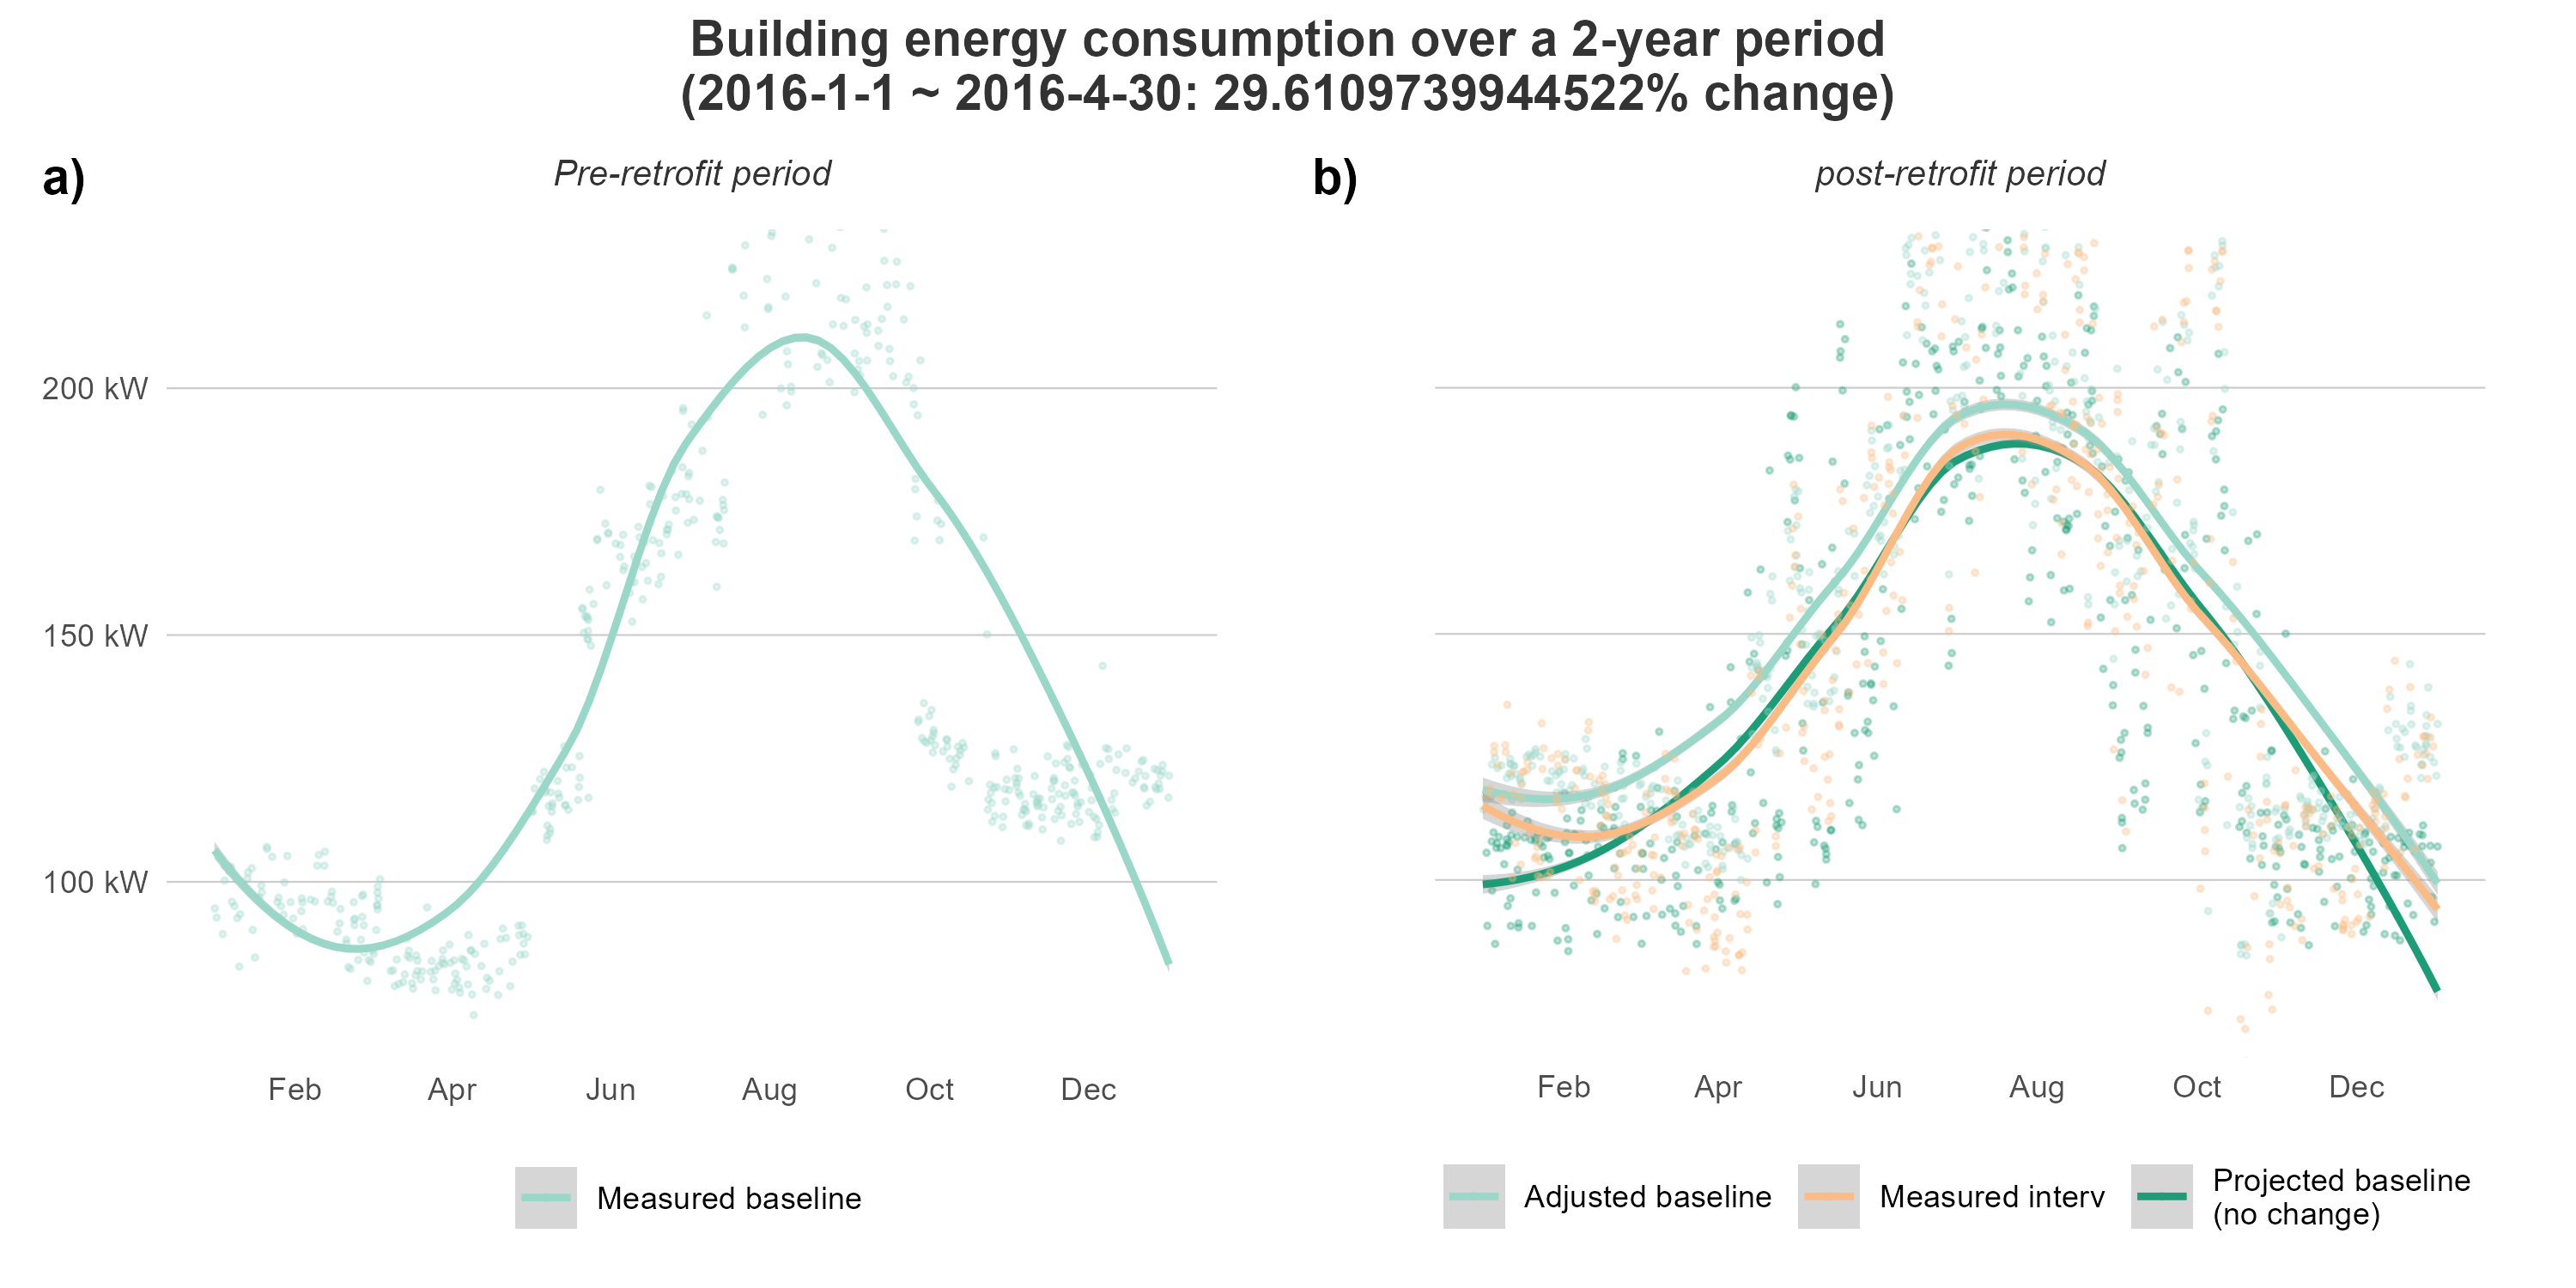 Building energy consumption over a 2-year period
(2016-1-1 ~ 2016-4-30: 29.6109739944522% change)
a)
Pre-retrofit period
b)
post-retrofit period
200 kW
150 kW
100 kW
Feb Apr Jun Aug Oct Dec
Feb Apr Jun Aug Oct Dec
Measured baseline
Adjusted baseline
Measured interv
Projected baseline
(no change)